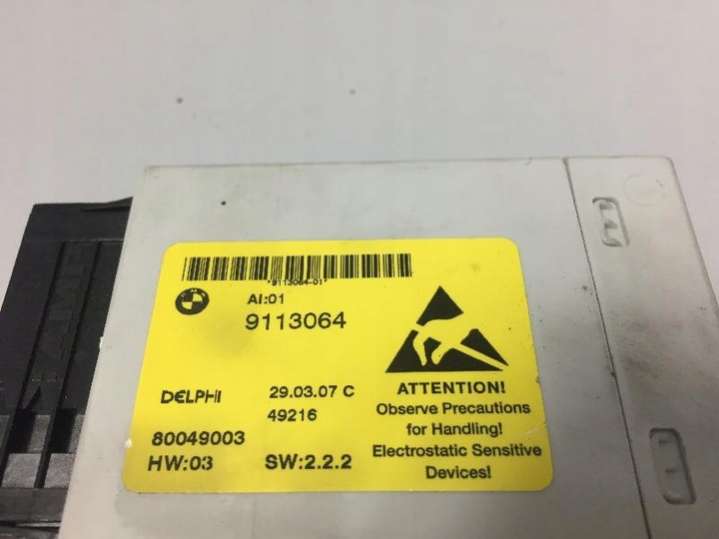 *9113064-01*
AI:01
9113064
DELPHI
29.03.07 C
49216
80049003
HW:03
SW:2.2.2
ATTENTION!
Observe Precautions
for Handling!
Electrostatic Sensitive
Devices!